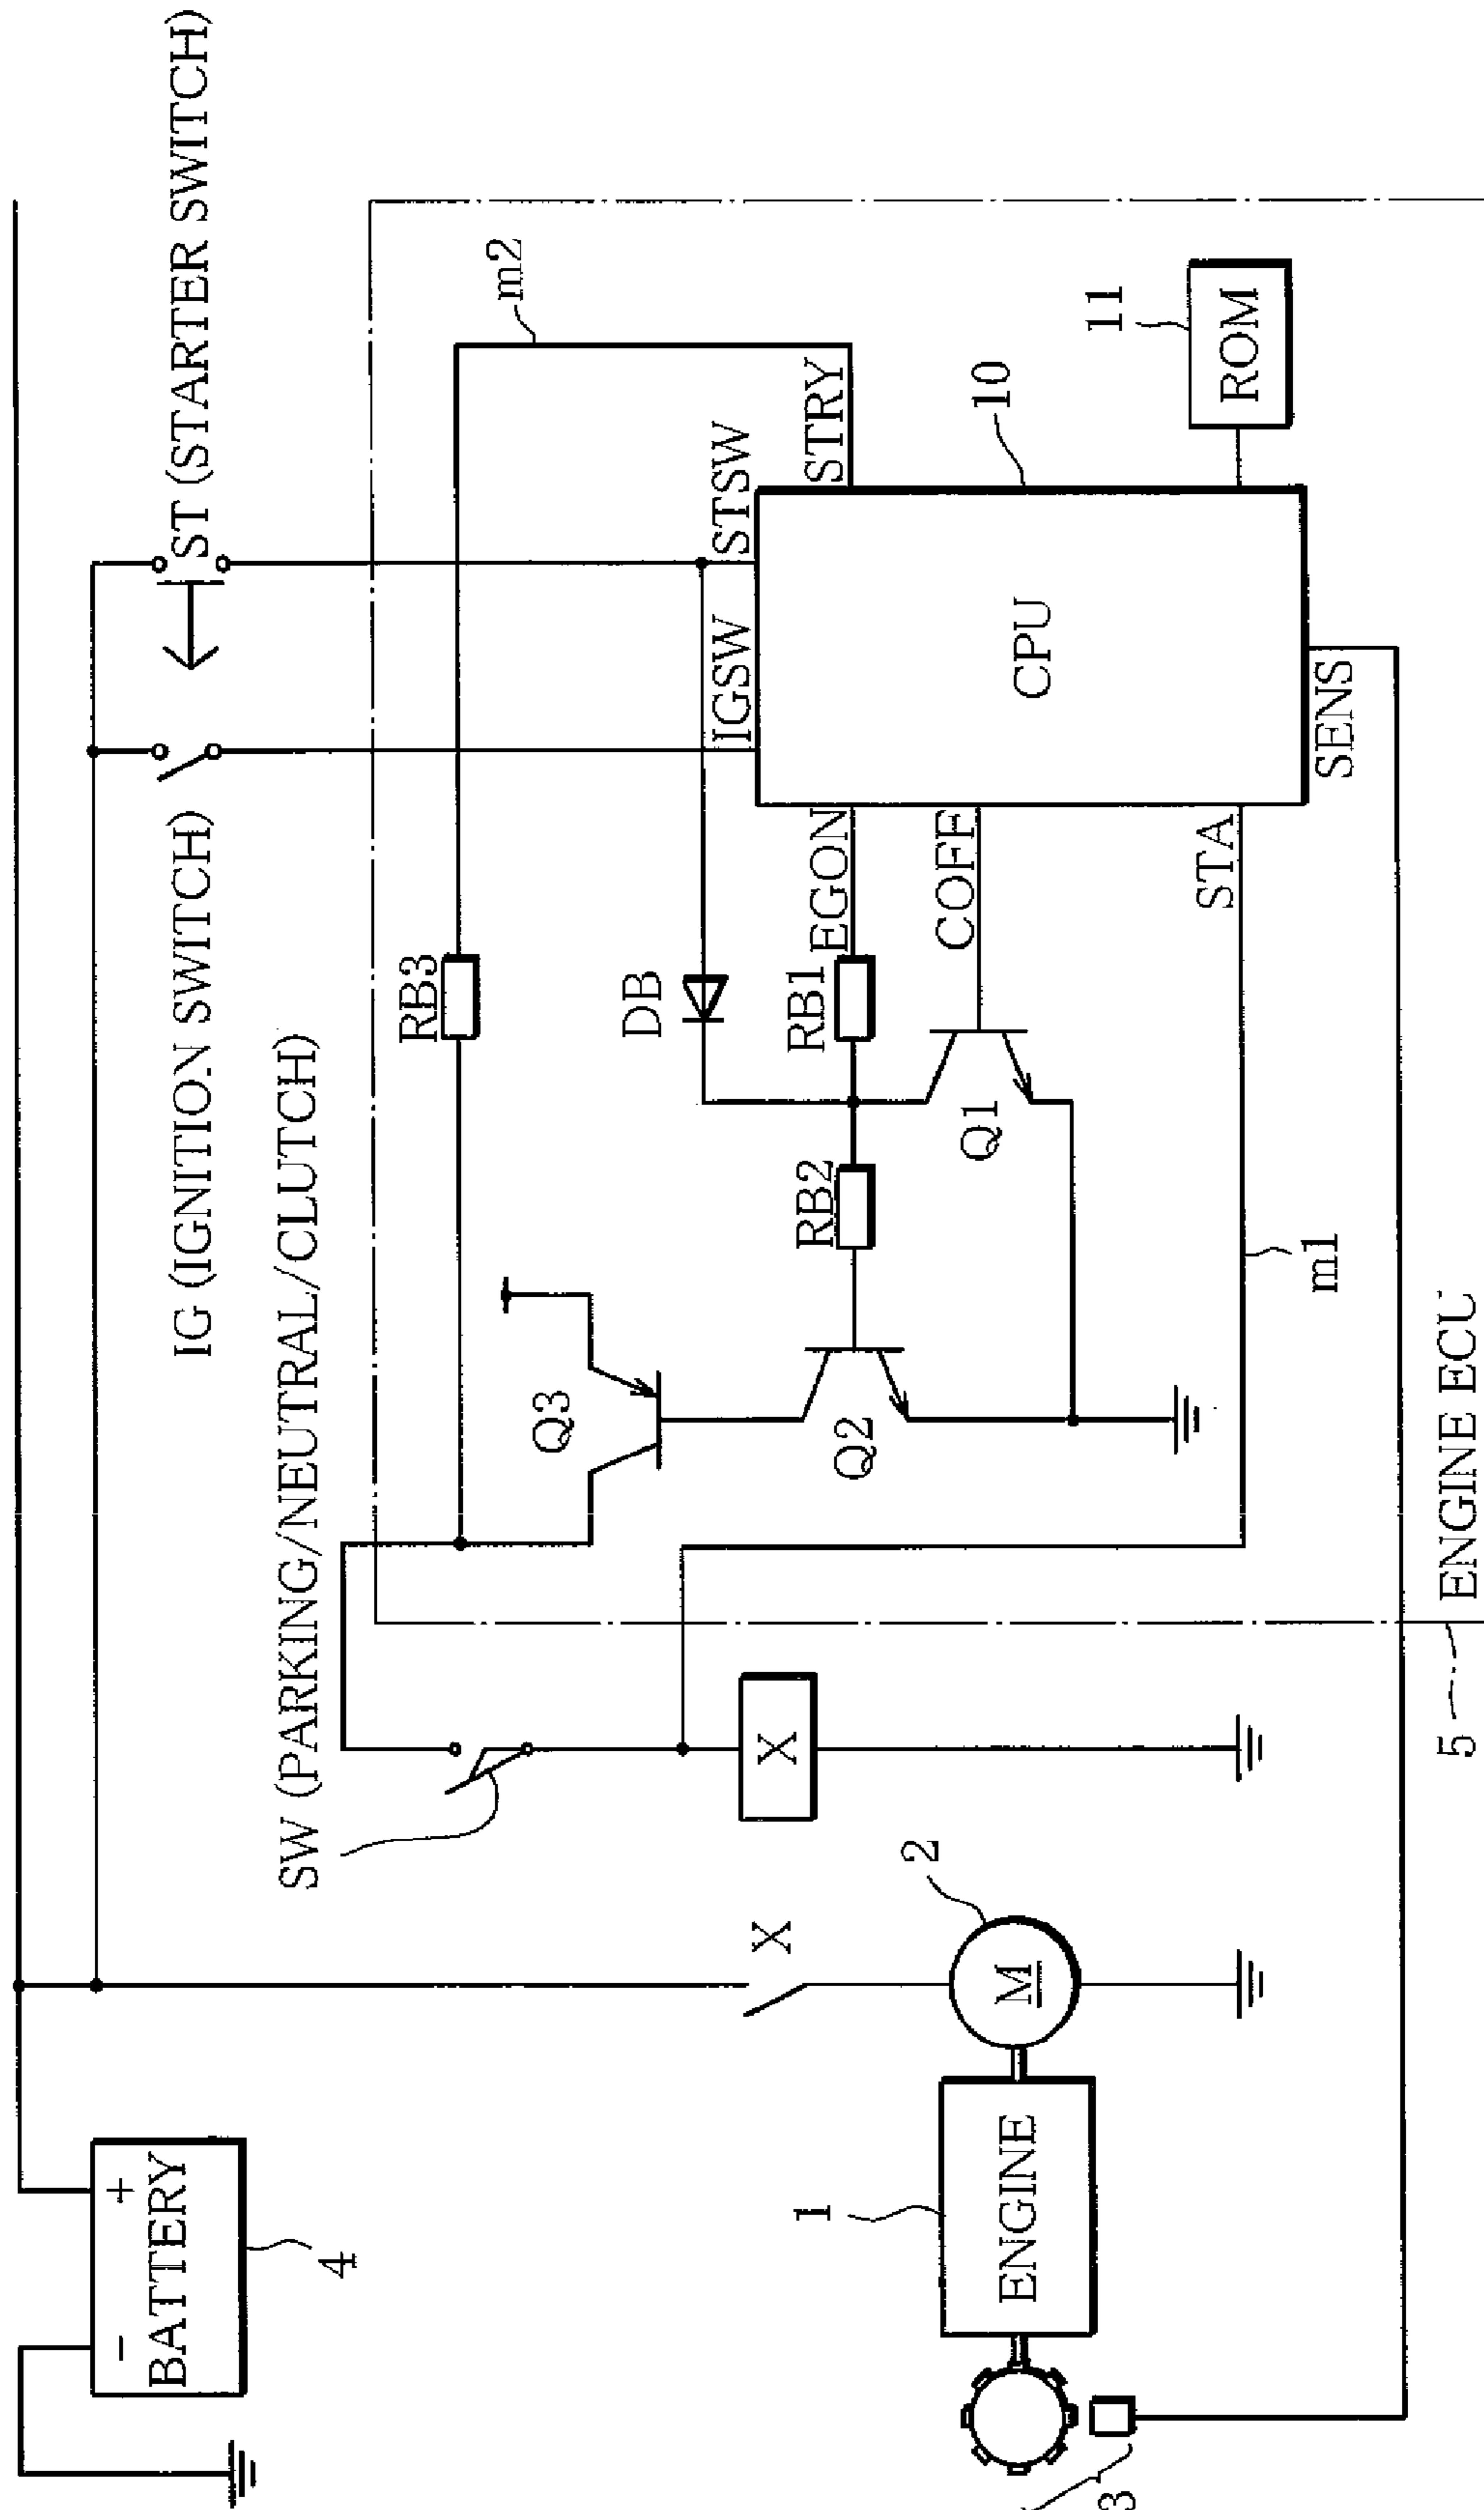 BATTERY
+
-
4
ST (STARTER SWITCH)
IG (IGNITION SWITCH)
SW (PARKING/NEUTRAL/CLUTCH)
m2
RB3
STSW
IGSW
STRY
DB
EGON
RB1
RB2
COFF
Q1
Q2
Q3
CPU
10
11
ROM
STA
SENS
m1
X
X
2
M
1
ENGINE
3
5
ENGINE ECU